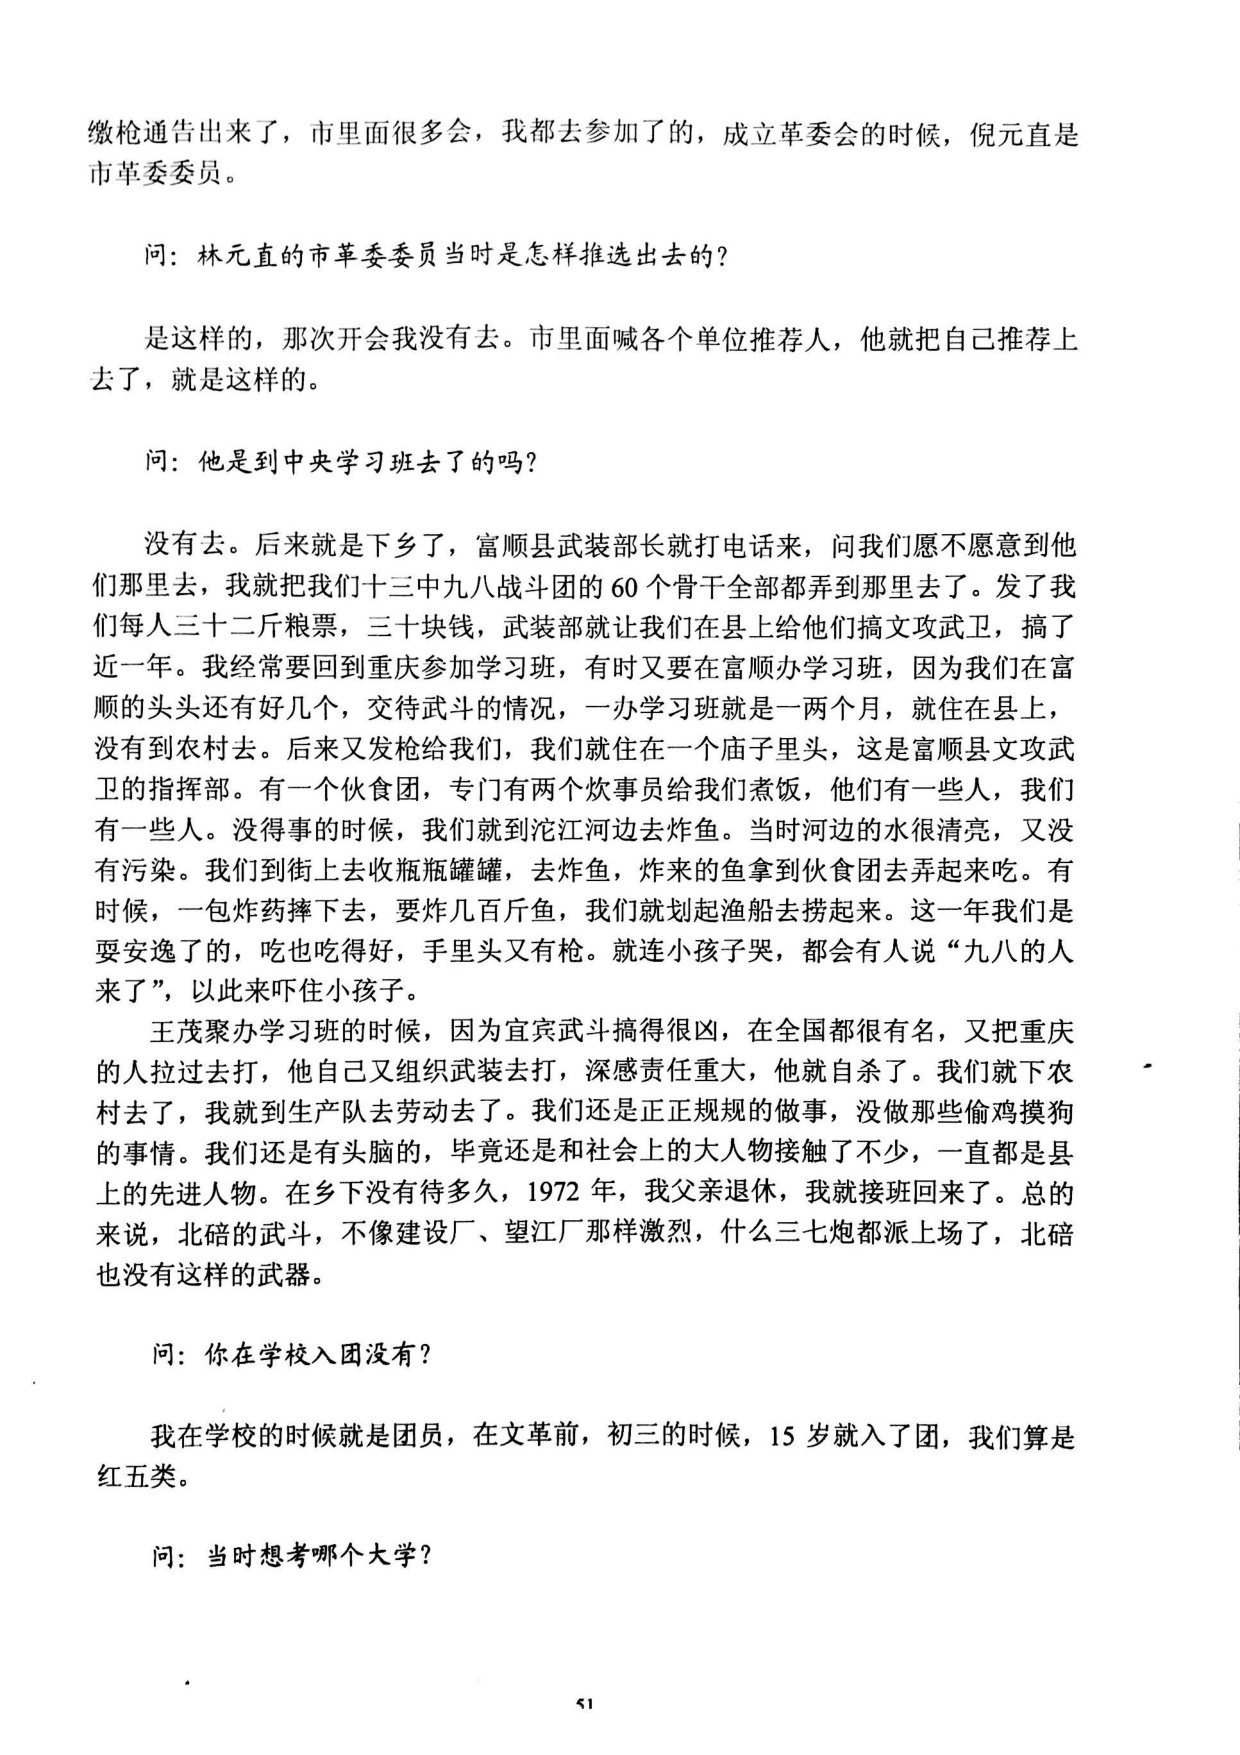 缴枪通告出来了，市里面很多会，我都去参加了的，成立革委会的时候，倪元直是
市革委委员。
问：林元直的市革委委员当时是怎样推选出去的？
是这样的，那次开会我没有去。市里面喊各个单位推荐人，他就把自己推荐上
去了，就是这样的。
问：他是到中央学习班去了的吗？
没有去。后来就是下乡了，富顺县武装部长就打电话来，问我们愿不愿意到他
们那里去，我就把我们十三中九八战斗团的 60 个骨干全部都弄到那里去了。发了我
们每人三十二斤粮票，三十块钱，武装部就让我们在县上给他们搞文攻武卫，搞了
近一年。我经常要回到重庆参加学习班，有时又要在富顺办学习班，因为我们在富
顺的头头还有好几个，交待武斗的情况，一办学习班就是一两个月，就住在县上，
没有到农村去。后来又发枪给我们，我们就住在一个庙子里头，这是富顺县文攻武
卫的指挥部。有一个伙食团，专门有两个炊事员给我们煮饭，他们有一些人，我们
有一些人。没得事的时候，我们就到沱江河边去炸鱼。当时河边的水很清亮，又没
有污染。我们到街上去收瓶瓶罐罐，去炸鱼，炸来的鱼拿到伙食团去弄起来吃。有
时候，一包炸药摔下去，要炸几百斤鱼，我们就划起渔船去捞起来。这一年我们是
耍安逸了的，吃也吃得好，手里头又有枪。就连小孩子哭，都会有人说“九八的人
来了”，以此来吓住小孩子。
王茂聚办学习班的时候，因为宜宾武斗搞得很凶，在全国都很有名，又把重庆
的人拉过去打，他自己又组织武装去打，深感责任重大，他就自杀了。我们就下农
村去了，我就到生产队去劳动去了。我们还是正正规规的做事，没做那些偷鸡摸狗
的事情。我们还是有头脑的，毕竟还是和社会上的大人物接触了不少，一直都是县
上的先进人物。在乡下没有待多久，1972 年，我父亲退休，我就接班回来了。总的
来说，北碚的武斗，不像建设厂、望江厂那样激烈，什么三七炮都派上场了，北碚
也没有这样的武器。
问：你在学校入团没有？
我在学校的时候就是团员，在文革前，初三的时候，15 岁就入了团，我们算是
红五类。
问：当时想考哪个大学？
51